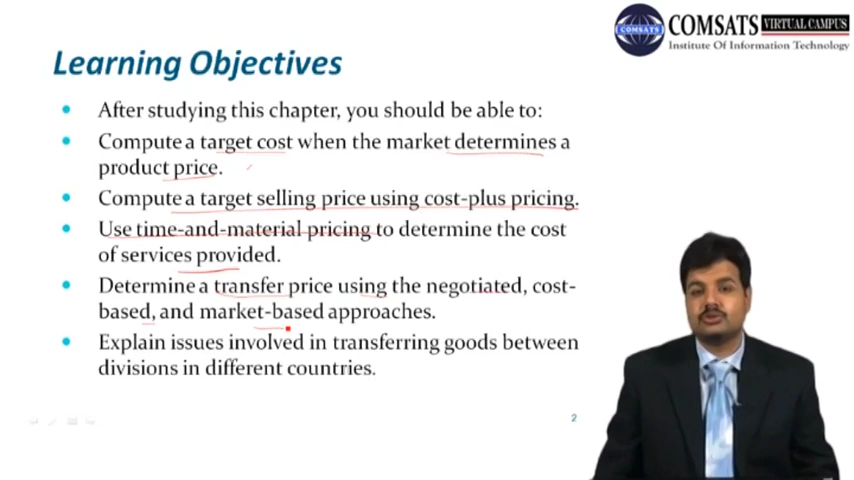 COMSATS VIRTUAL CAMPUS
COMSATS
Institute Of Information Technology
Learning Objectives
• After studying this chapter, you should be able to:
• Compute a target cost when the market determines a
product price.
• Compute a target selling price using cost-plus pricing.
• Use time-and-material pricing to determine the cost
of services provided.
• Determine a transfer price using the negotiated, cost-
based, and market-based approaches.
• Explain issues involved in transferring goods between
divisions in different countries.
2